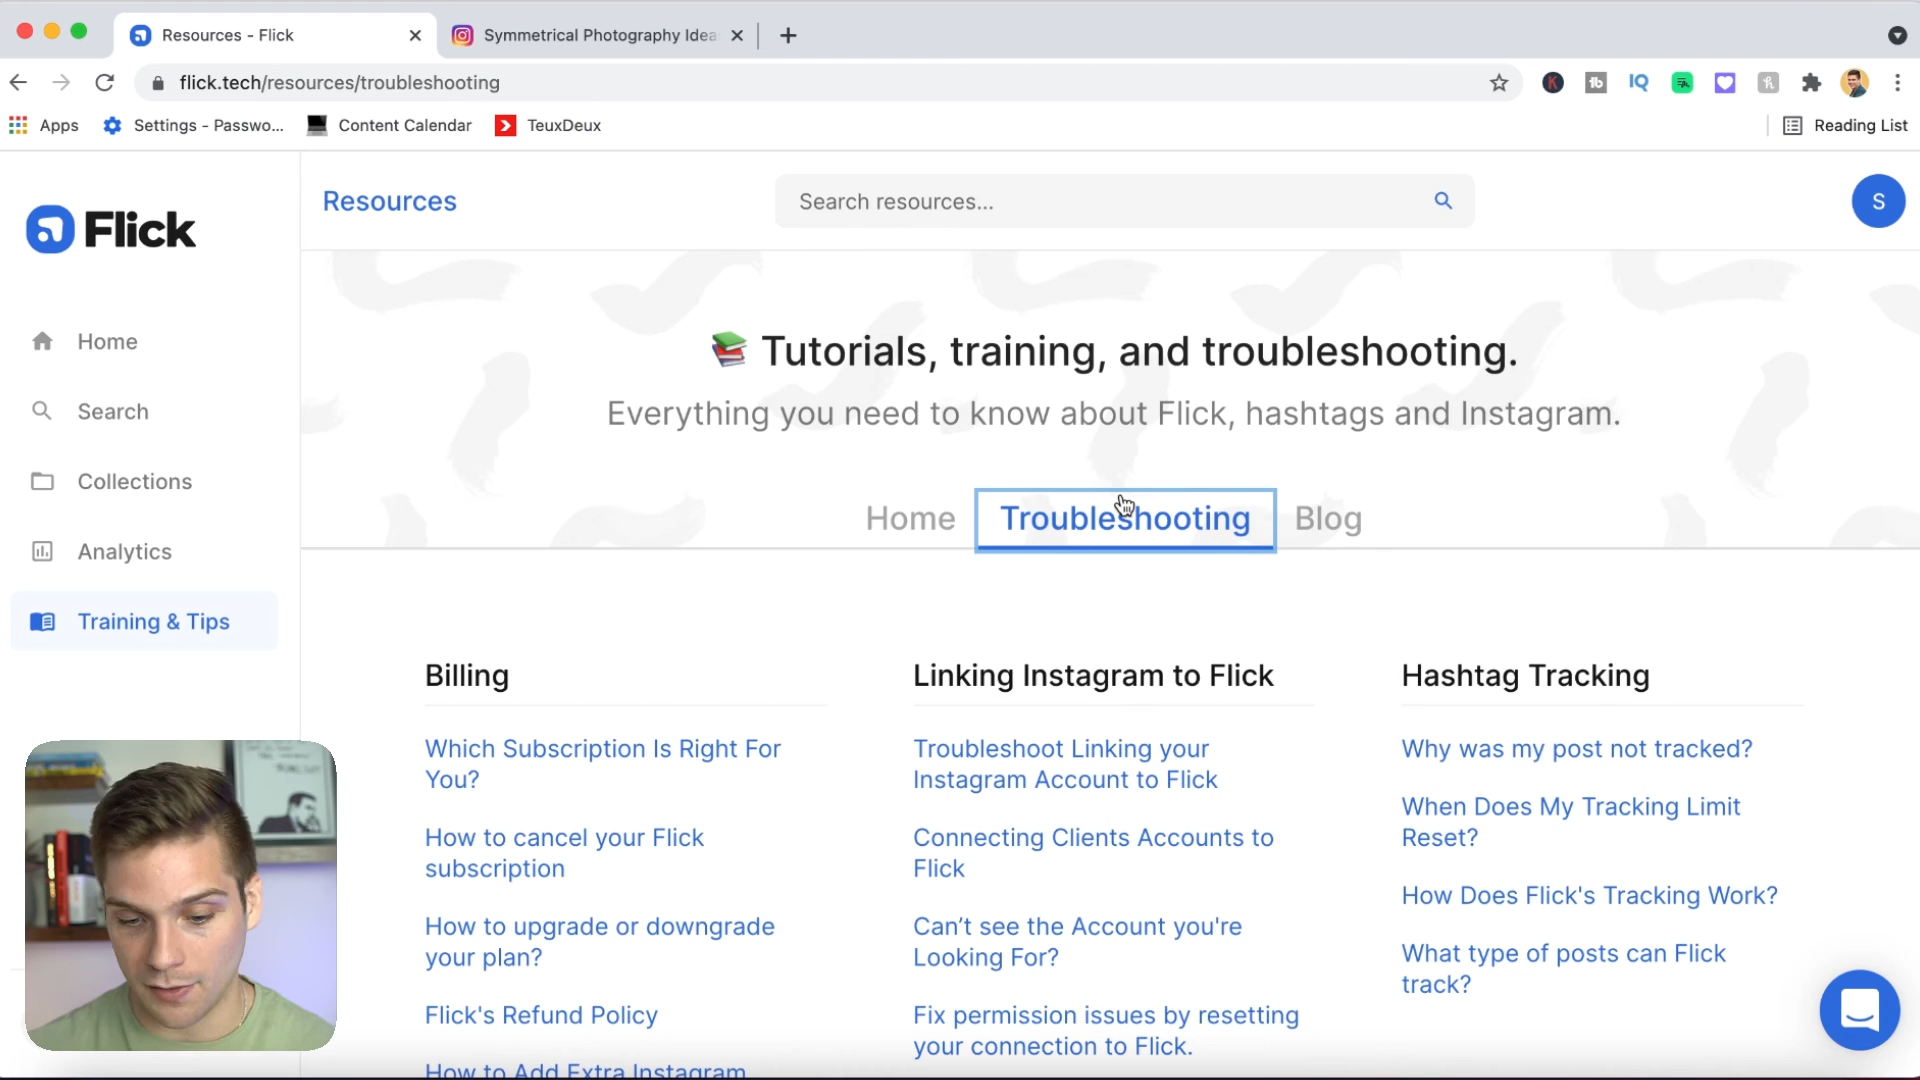 Resources - Flick
Symmetrical Photography Idea
flick.tech/resources/troubleshooting
Apps
Settings - Passwo...
Content Calendar
TeuxDeux
Reading List
Flick
Resources
Search resources...
S
Home
Search
Collections
Analytics
Training & Tips
📚 Tutorials, training, and troubleshooting.
Everything you need to know about Flick, hashtags and Instagram.
Home
Troubleshooting
Blog
Billing
Which Subscription Is Right For
You?
How to cancel your Flick
subscription
How to upgrade or downgrade
your plan?
Flick's Refund Policy
How to Add Extra Instagram
Linking Instagram to Flick
Troubleshoot Linking your
Instagram Account to Flick
Connecting Clients Accounts to
Flick
Can’t see the Account you're
Looking For?
Fix permission issues by resetting
your connection to Flick.
Hashtag Tracking
Why was my post not tracked?
When Does My Tracking Limit
Reset?
How Does Flick's Tracking Work?
What type of posts can Flick
track?